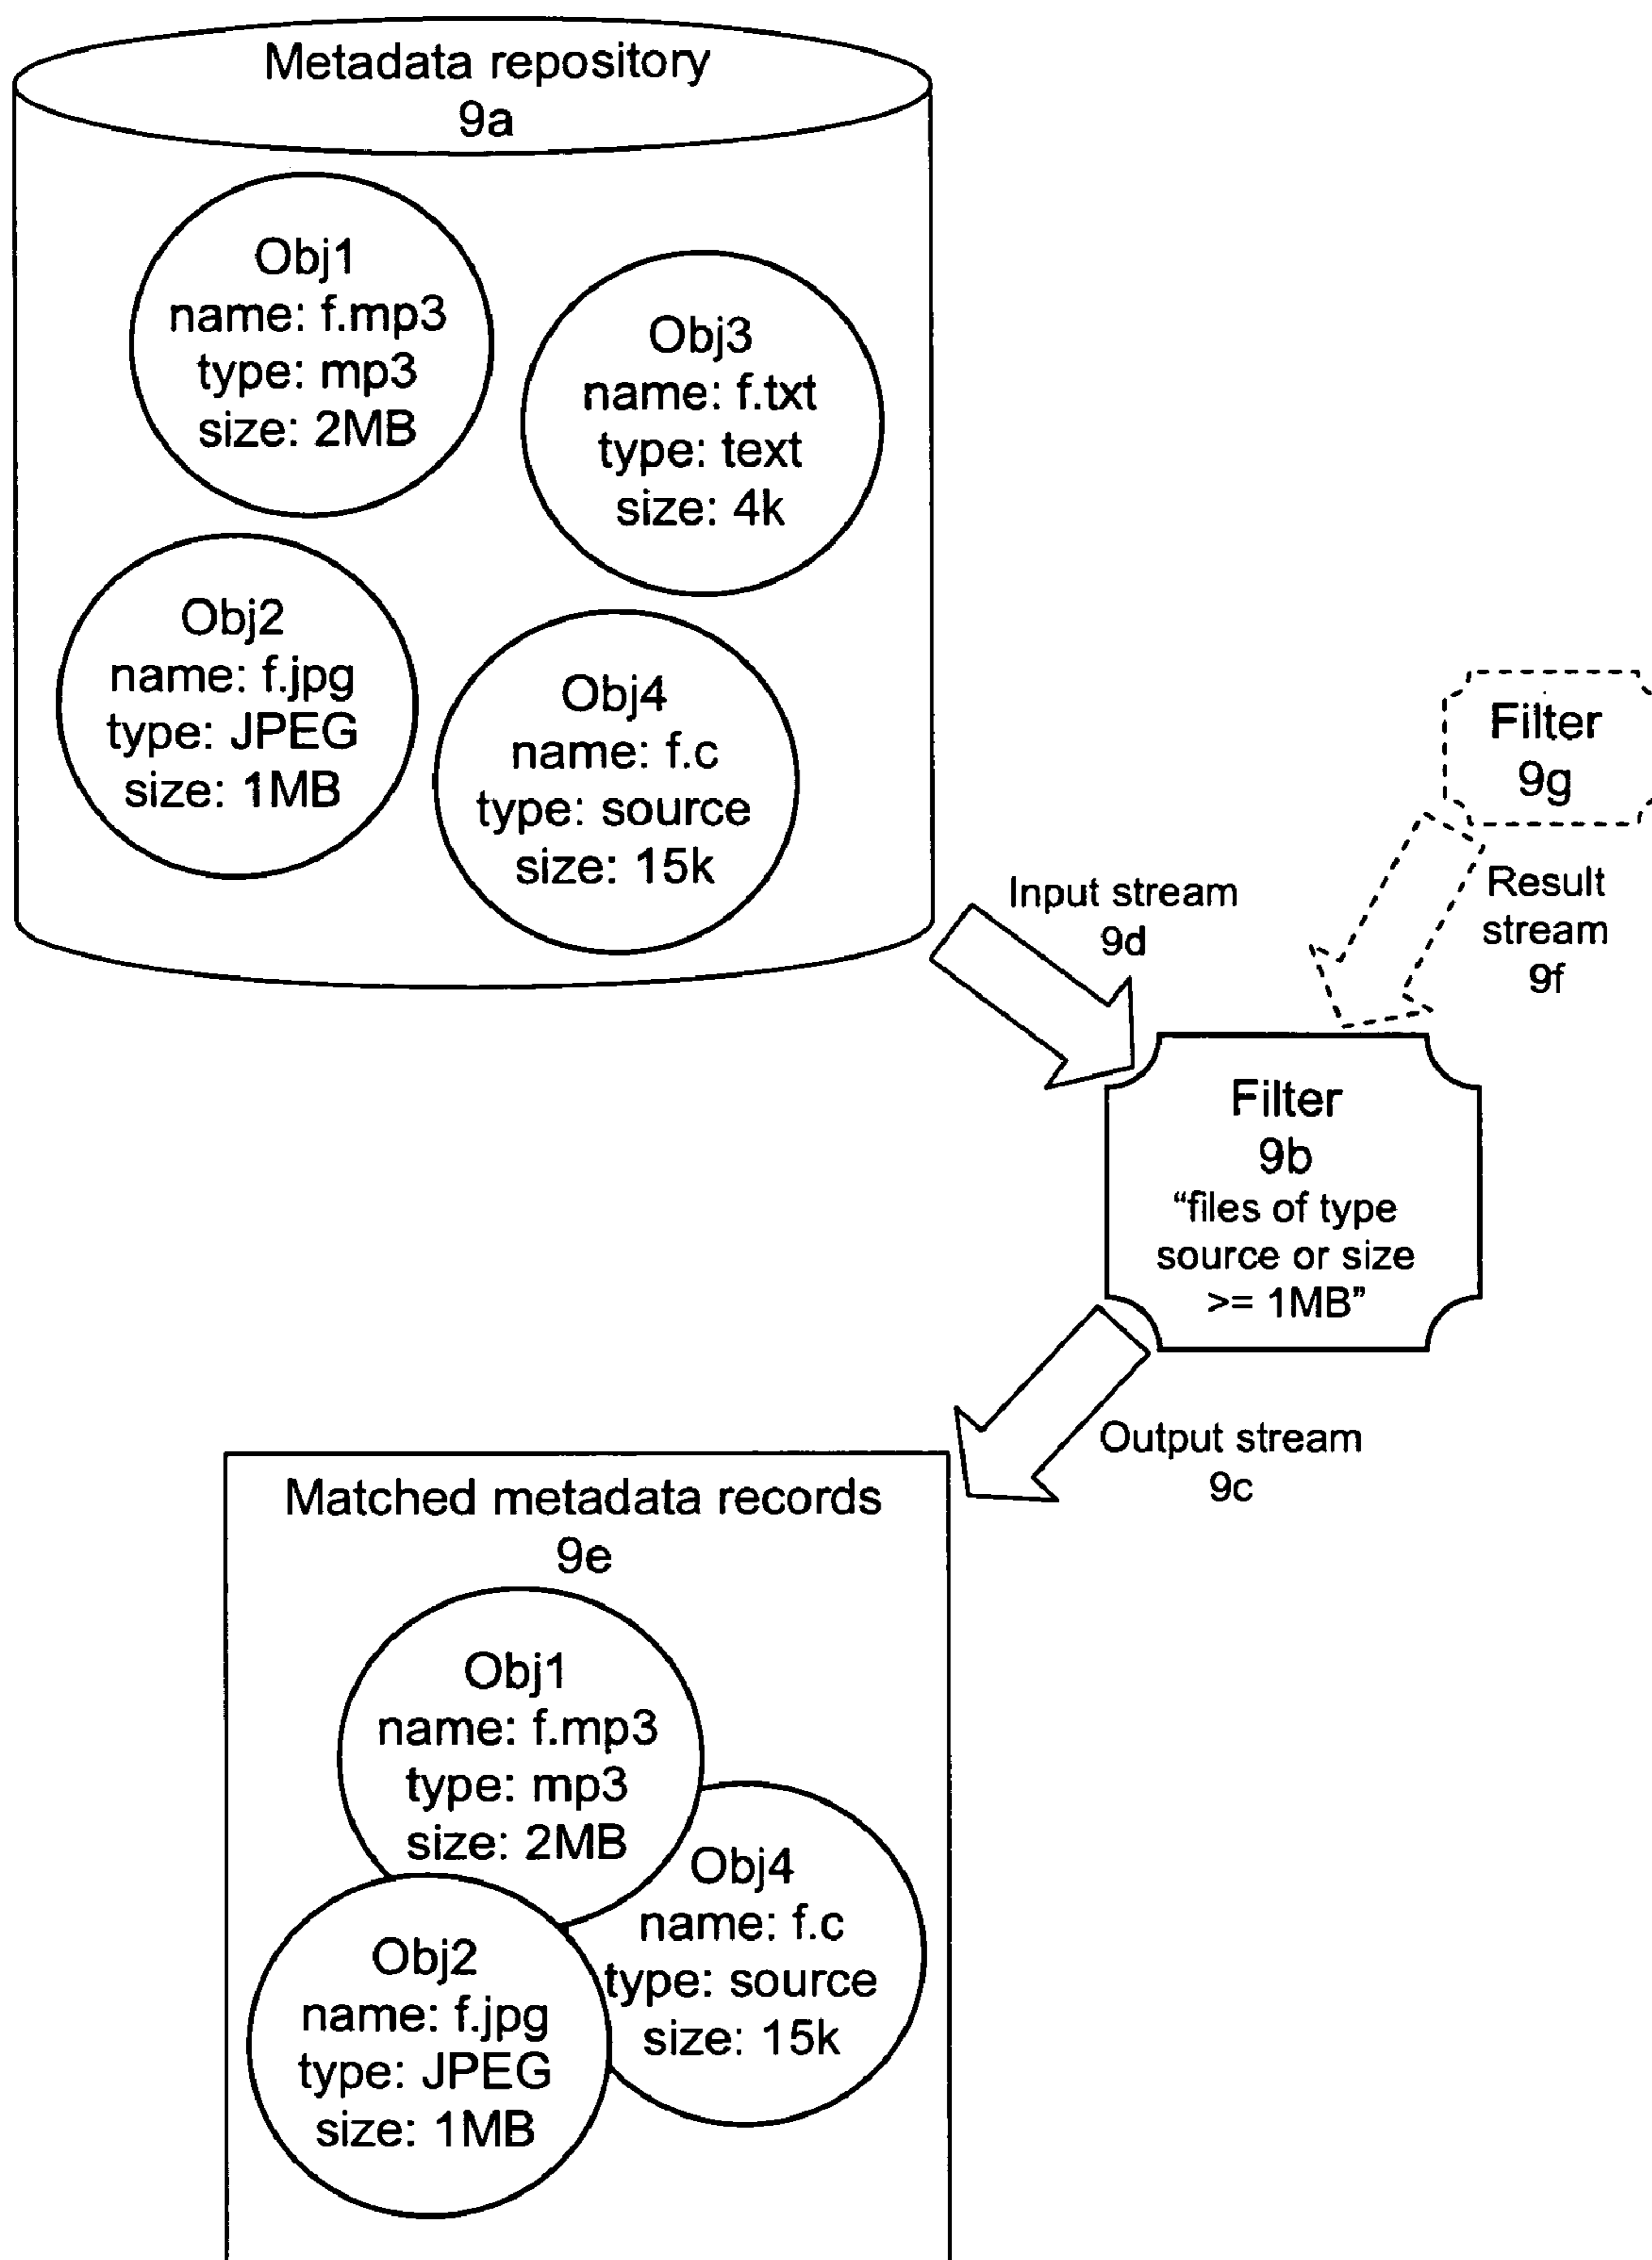 Metadata repository
9a
Obj1
name: f.mp3
type: mp3
size: 2MB
Obj3
name: f.txt
type: text
size: 4k
Obj2
name: f.jpg
type: JPEG
size: 1MB
Obj4
name: f.c
type: source
size: 15k
Filter
9g
Input stream
9d
Result
stream
9f
Filter
9b
“files of type
source or size
>= 1MB”
Output stream
9c
Matched metadata records
9e
Obj1
name: f.mp3
type: mp3
size: 2MB
Obj4
name: f.c
type: source
size: 15k
Obj2
name: f.jpg
type: JPEG
size: 1MB